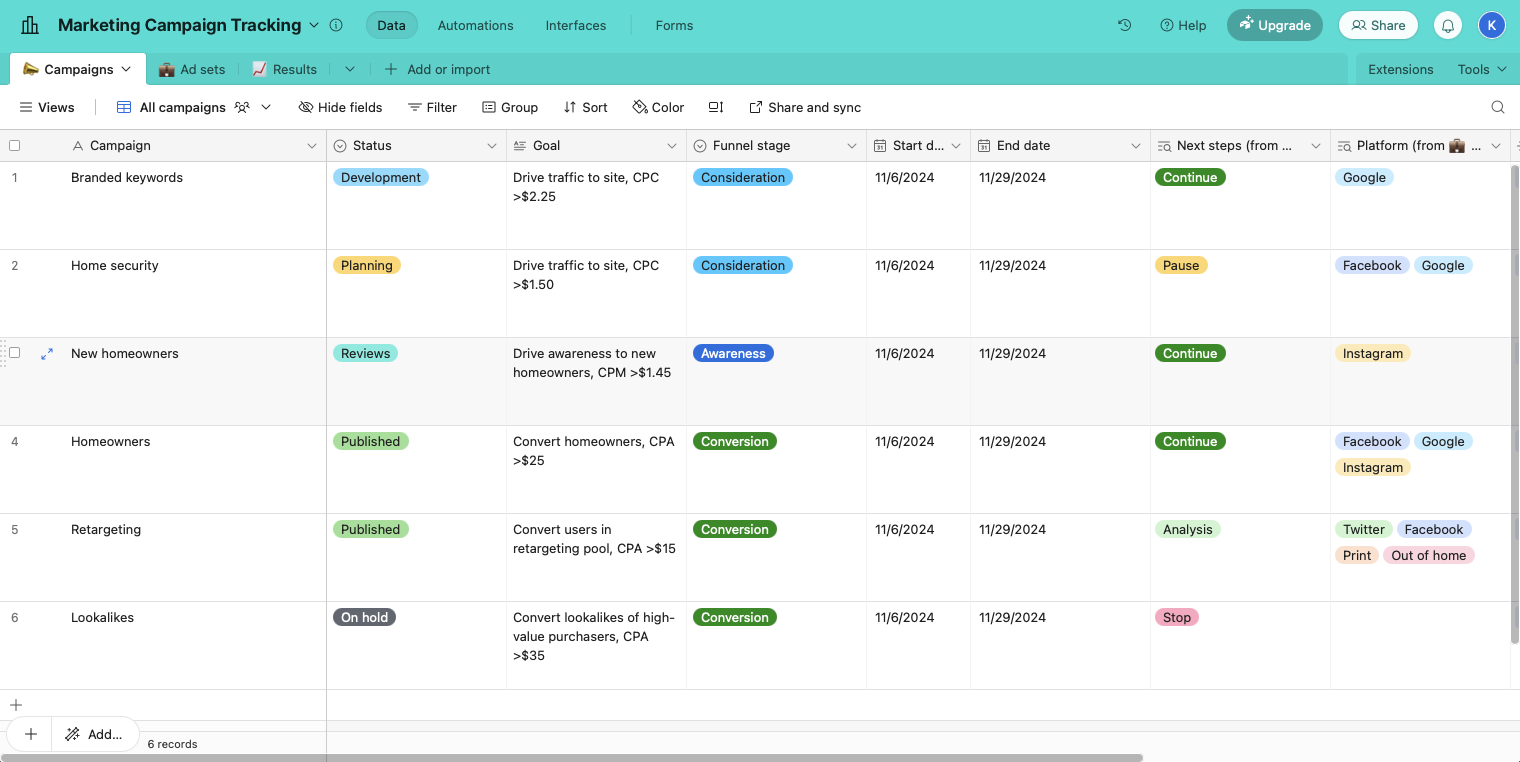 Marketing Campaign Tracking
Data
Automations
Interfaces
Forms
Help
Upgrade
Share
K
Campaigns
Ad sets
Results
Add or import
Extensions
Tools
Views
All campaigns
Hide fields
Filter
Group
Sort
Color
Share and sync
Campaign
Status
Goal
Funnel stage
Start d...
End date
Next steps (from ...
Platform (from 💼 ...
1
Branded keywords
Development
Drive traffic to site, CPC
>$2.25
Consideration
11/6/2024
11/29/2024
Continue
Google
2
Home security
Planning
Drive traffic to site, CPC
>$1.50
Consideration
11/6/2024
11/29/2024
Pause
Facebook
Google
New homeowners
Reviews
Drive awareness to new
homeowners, CPM >$1.45
Awareness
11/6/2024
11/29/2024
Continue
Instagram
4
Homeowners
Published
Convert homeowners, CPA
>$25
Conversion
11/6/2024
11/29/2024
Continue
Facebook
Google
Instagram
5
Retargeting
Published
Convert users in
retargeting pool, CPA >$15
Conversion
11/6/2024
11/29/2024
Analysis
Twitter
Facebook
Print
Out of home
6
Lookalikes
On hold
Convert lookalikes of high-
value purchasers, CPA
>$35
Conversion
11/6/2024
11/29/2024
Stop
Add...
6 records